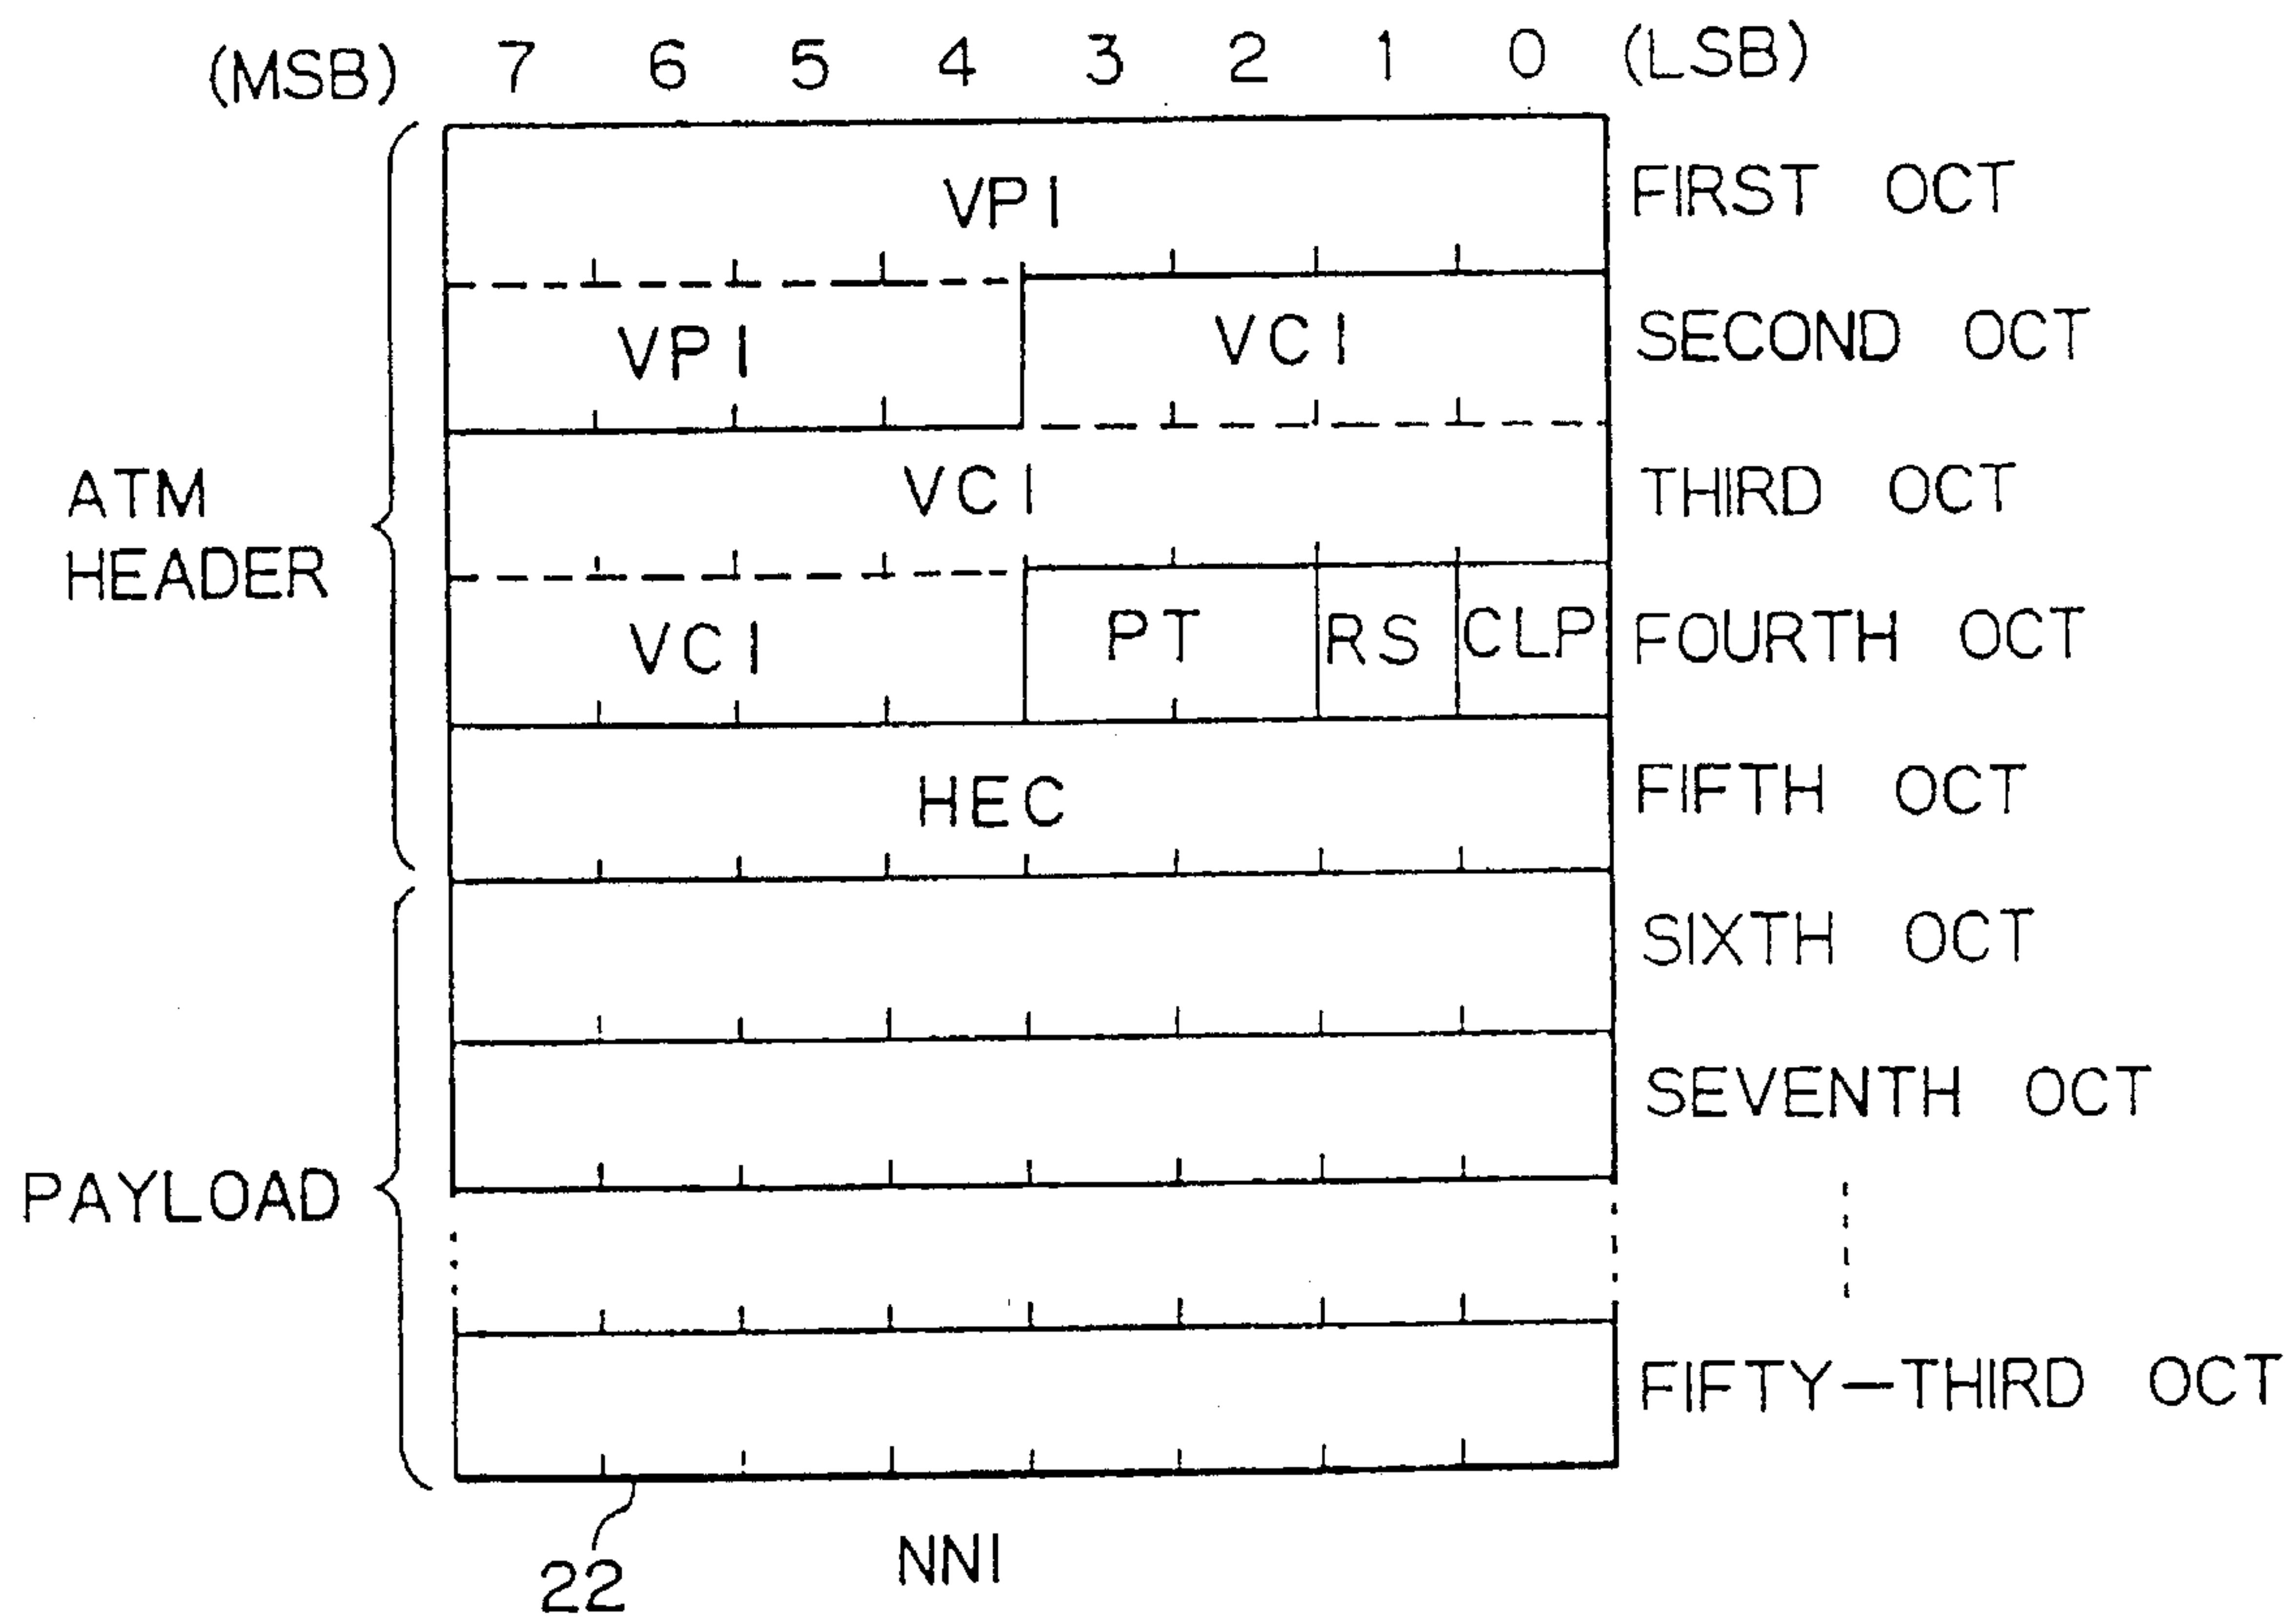 (MSB) 7 6 5 4 3 2 1 0 (LSB)
VPI FIRST OCT
VPI VCI SECOND OCT
ATM HEADER
VCI THIRD OCT
VCI PT RS CLP FOURTH OCT
HEC FIFTH OCT
SIXTH OCT
SEVENTH OCT
PAYLOAD
FIFTY-THIRD OCT
22 NNI